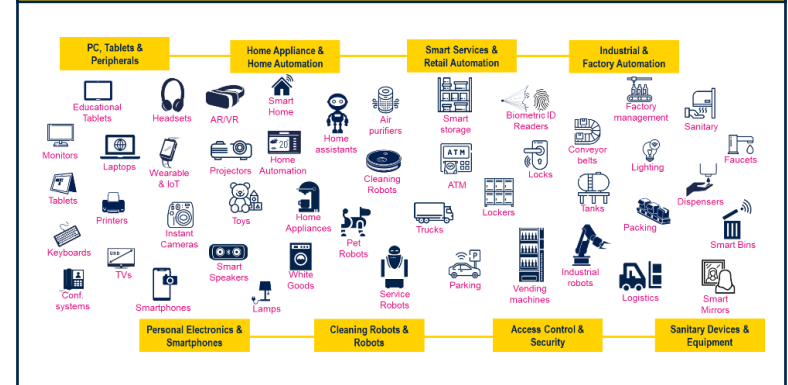 PC, Tablets &
Peripherals
Home Appliance &
Home Automation
Smart Services &
Retail Automation
Industrial &
Factory Automation
Educational
Tablets
Headsets
AR/VR
Smart
Home
Home
assistants
Air
purifiers
Smart
storage
Biometric ID
Readers
Factory
management
Sanitary
Monitors
Laptops
Wearable
& IoT
Projectors
20
Home
Automation
Cleaning
Robots
ATM
ATM
Locks
Conveyor
belts
Lighting
Faucets
Tablets
Printers
Instant
Cameras
Toys
Home
Appliances
Pet
Robots
Trucks
Lockers
Tanks
Packing
Dispensers
Smart Bins
Keyboards
UHD
TVs
Smart
Speakers
White
Goods
Service
Robots
P
Parking
Vending
machines
Industrial
robots
Logistics
Smart
Mirrors
Conf.
systems
Smartphones
Lamps
Personal Electronics &
Smartphones
Cleaning Robots &
Robots
Access Control &
Security
Sanitary Devices &
Equipment